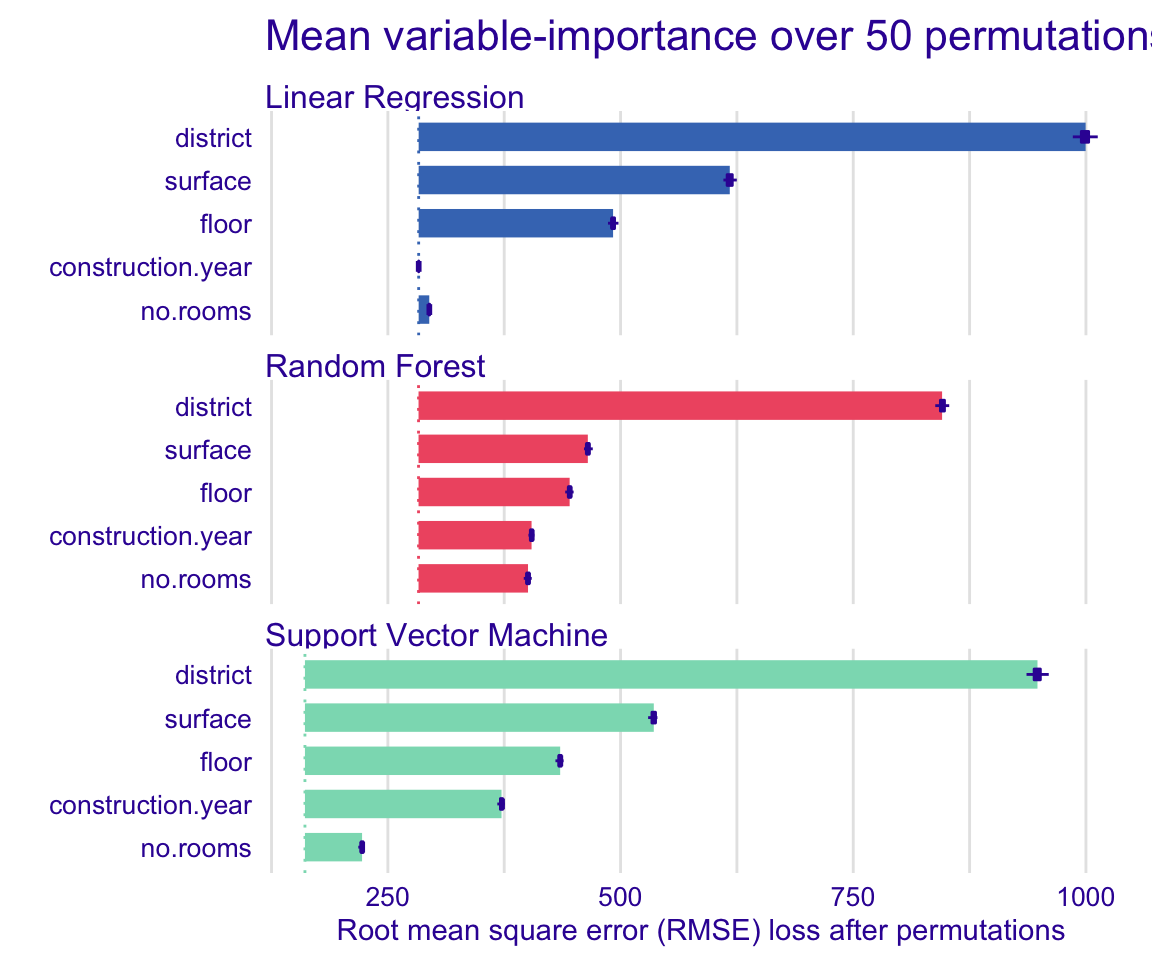 Mean variable-importance over 50 permutations
Linear Regression
district
surface
floor
construction.year
no.rooms
Random Forest
district
surface
floor
construction.year
no.rooms
Support Vector Machine
district
surface
floor
construction.year
no.rooms
250 500 750 1000
Root mean square error (RMSE) loss after permutations